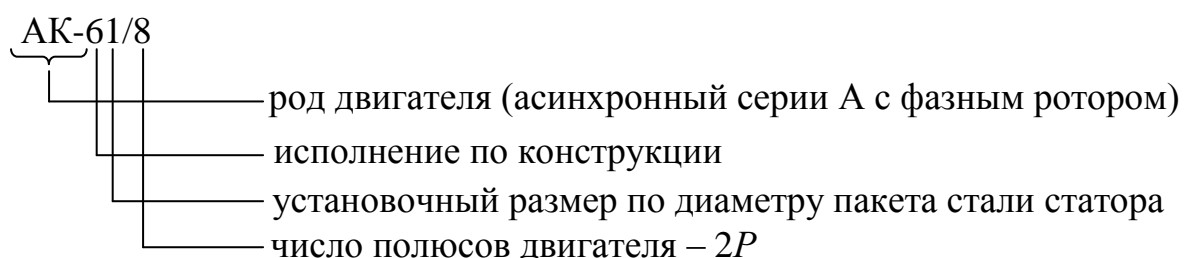 АК-61/8
род двигателя (асинхронный серии А с фазным ротором)
исполнение по конструкции
установочный размер по диаметру пакета стали статора
число полюсов двигателя – 2P